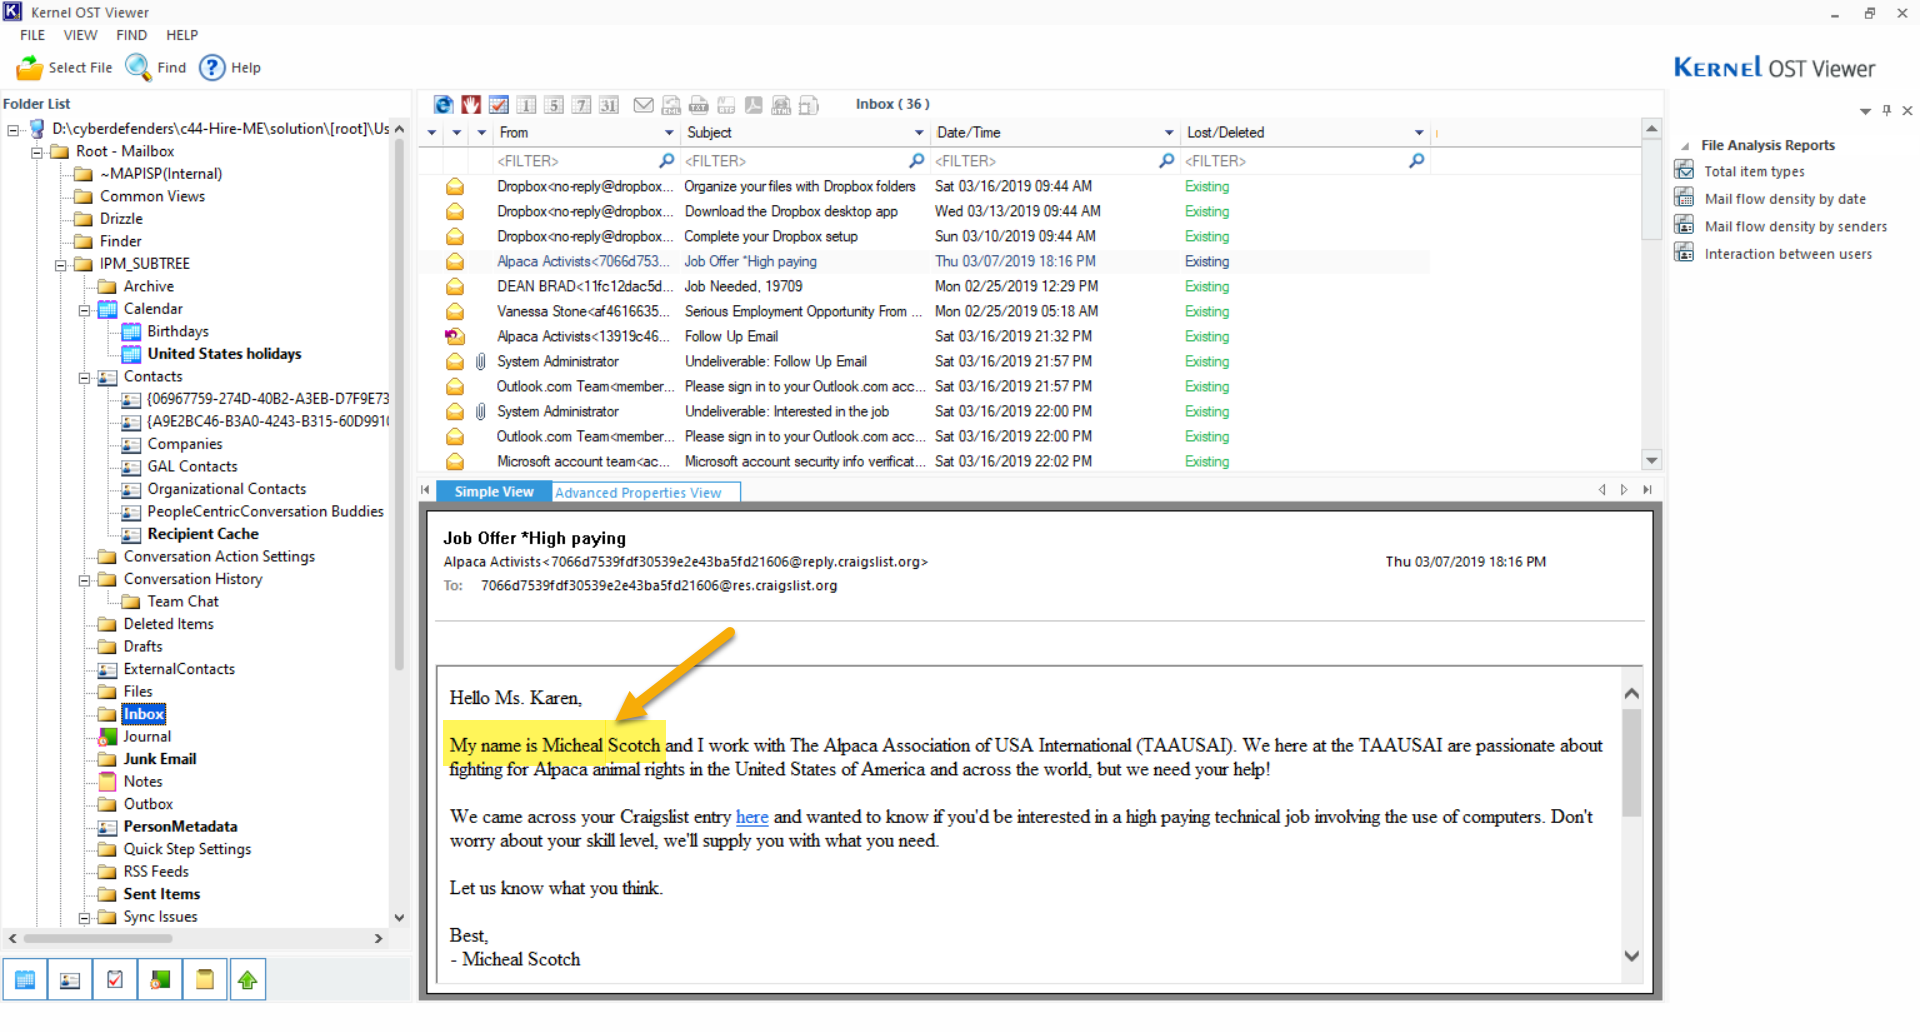 Kernel OST Viewer
FILE VIEW FIND HELP
Select File Find Help
KERNEL OST Viewer
Folder List
D:\cyberdefenders\c44-Hire-ME\solution\[root]\Us
Root - Mailbox
~MAPISP(Internal)
Common Views
Drizzle
Finder
IPM_SUBTREE
Archive
Calendar
Birthdays
United States holidays
Contacts
{06967759-274D-40B2-A3EB-D7F9E73
{A9E2BC46-B3A0-4243-B315-60D991(
Companies
GAL Contacts
Organizational Contacts
PeopleCentricConversation Buddies
Recipient Cache
Conversation Action Settings
Conversation History
Team Chat
Deleted Items
Drafts
ExternalContacts
Files
Inbox
Journal
Junk Email
Notes
Outbox
PersonMetadata
Quick Step Settings
RSS Feeds
Sent Items
Sync Issues
1 5 7 31 Inbox ( 36 )
From Subject Date/Time Lost/Deleted
<FILTER> <FILTER> <FILTER> <FILTER>
Dropbox<no-reply@dropbox... Organize your files with Dropbox folders Sat 03/16/2019 09:44 AM Existing
Dropbox<no-reply@dropbox... Download the Dropbox desktop app Wed 03/13/2019 09:44 AM Existing
Dropbox<no-reply@dropbox... Complete your Dropbox setup Sun 03/10/2019 09:44 AM Existing
Alpaca Activists<7066d753... Job Offer *High paying Thu 03/07/2019 18:16 PM Existing
DEAN BRAD<11fc12dac5d... Job Needed, 19709 Mon 02/25/2019 12:29 PM Existing
Vanessa Stone<af4616635... Serious Employment Opportunity From ... Mon 02/25/2019 05:18 AM Existing
Alpaca Activists<13919c46... Follow Up Email Sat 03/16/2019 21:32 PM Existing
System Administrator Undeliverable: Follow Up Email Sat 03/16/2019 21:57 PM Existing
Outlook.com Team<member... Please sign in to your Outlook.com acc... Sat 03/16/2019 21:57 PM Existing
System Administrator Undeliverable: Interested in the job Sat 03/16/2019 22:00 PM Existing
Outlook.com Team<member... Please sign in to your Outlook.com acc... Sat 03/16/2019 22:00 PM Existing
Microsoft account team<ac... Microsoft account security info verificat... Sat 03/16/2019 22:02 PM Existing
Simple View Advanced Properties View
Job Offer *High paying
Alpaca Activists<7066d7539fdf30539e2e43ba5fd21606@reply.craigslist.org> Thu 03/07/2019 18:16 PM
To: 7066d7539fdf30539e2e43ba5fd21606@res.craigslist.org
Hello Ms. Karen,
My name is Micheal Scotch and I work with The Alpaca Association of USA International (TAAUSAI). We here at the TAAUSAI are passionate about
fighting for Alpaca animal rights in the United States of America and across the world, but we need your help!
We came across your Craigslist entry here and wanted to know if you'd be interested in a high paying technical job involving the use of computers. Don't
worry about your skill level, we'll supply you with what you need.
Let us know what you think.
Best,
- Micheal Scotch
File Analysis Reports
Total item types
Mail flow density by date
Mail flow density by senders
Interaction between users